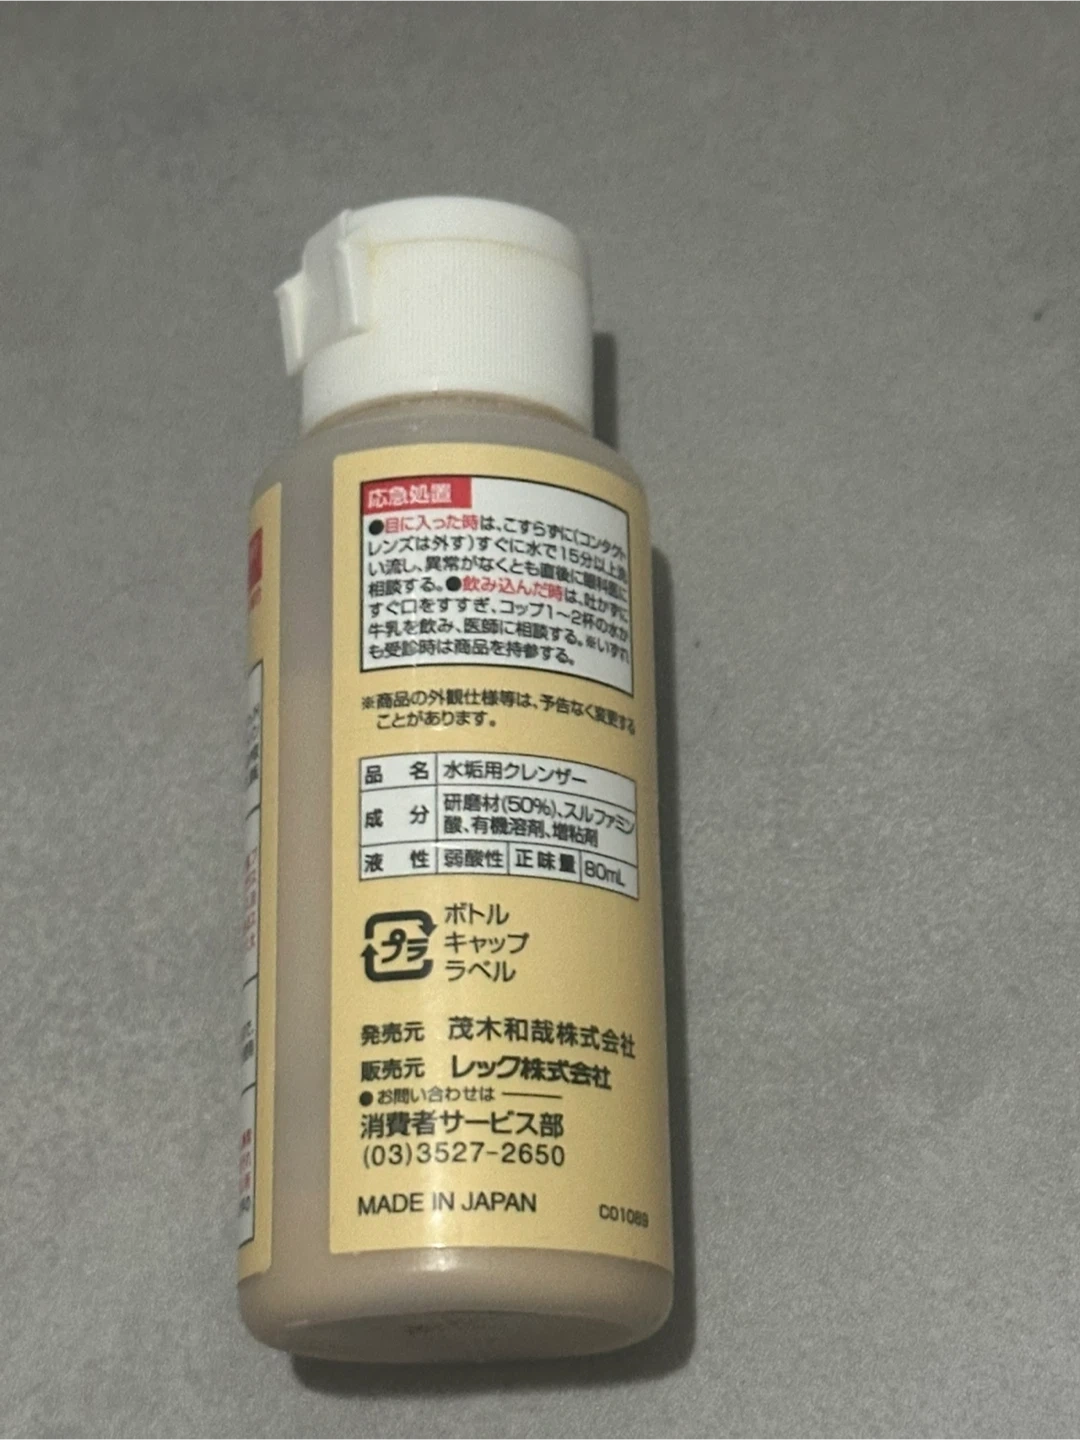 応急処置
●目に入った時は、こすらずに(コンタクト
レンズは外す)すぐに水で15分以上洗
い流し、異常がなくとも直後に眼科医に
相談する。●飲み込んだ時は、吐かずに
すぐ口をすすぎ、コップ1〜2杯の水か
牛乳を飲み、医師に相談する。※いずれ
も受診時は商品を持参する。
※商品の外観仕様等は、予告なく変更する
ことがあります。
品名 水垢用クレンザー
成分 研磨材(50%)、スルファミン
酸、有機溶剤、増粘剤
液性 弱酸性 正味量 80mL
プラ
ボトル
キャップ
ラベル
発売元 茂木和哉株式会社
販売元 レック株式会社
●お問い合わせは
消費者サービス部
(03)3527-2650
MADE IN JAPAN
C01089